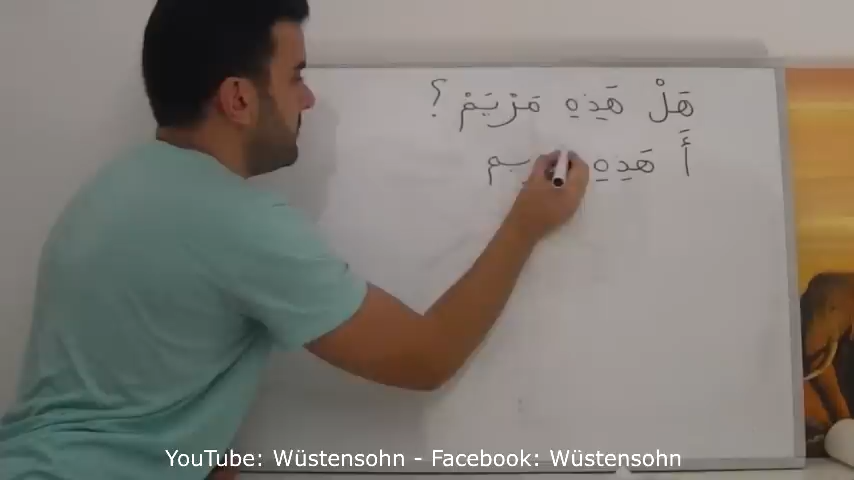 هَلْ هَذِهِ مَرْيَمْ ؟
أَ هَدِهِ
YouTube: Wüstensohn - Facebook: Wüstensohn